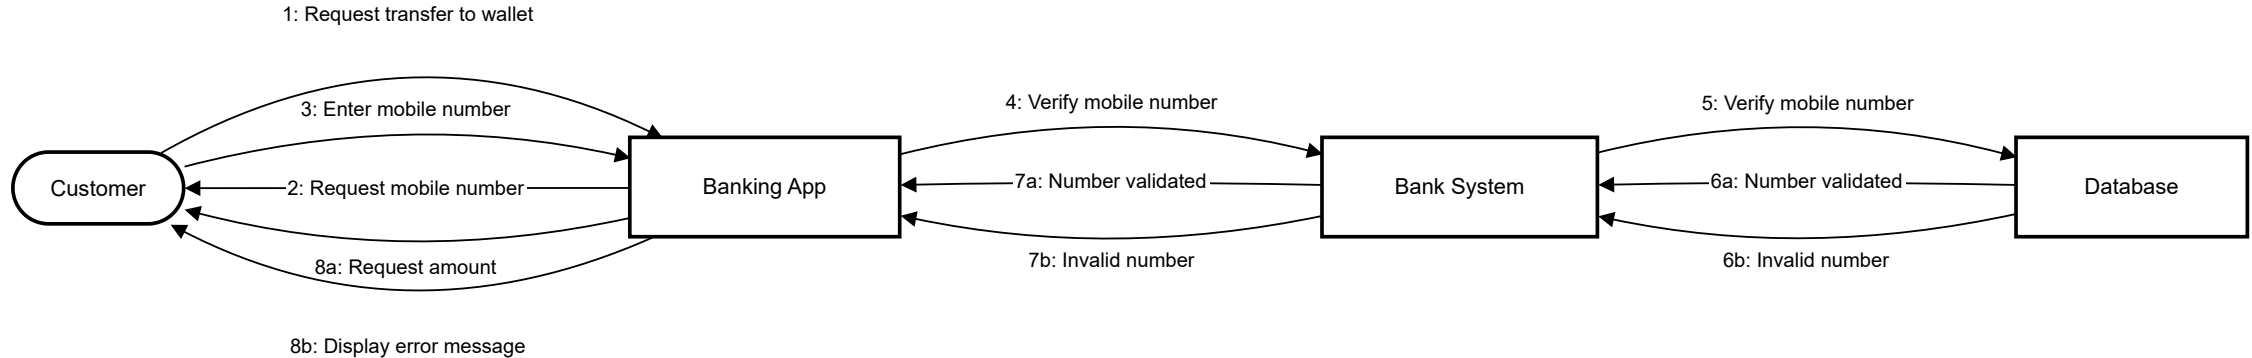 1: Request transfer to wallet
3: Enter mobile number
4: Verify mobile number
5: Verify mobile number
Customer
2: Request mobile number
Banking App
7a: Number validated
Bank System
6a: Number validated
Database
8a: Request amount
7b: Invalid number
6b: Invalid number
8b: Display error message